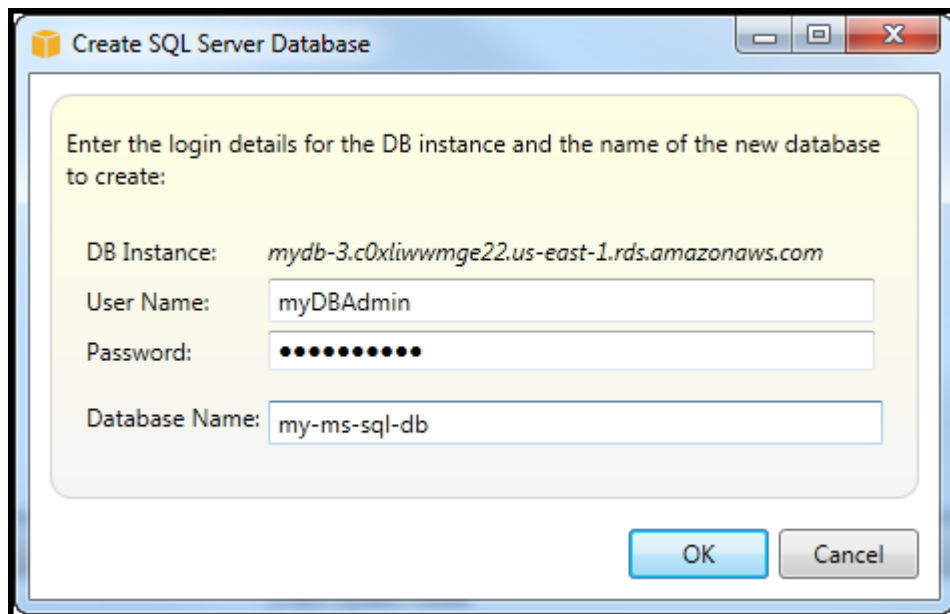 Create SQL Server Database
Enter the login details for the DB instance and the name of the new database
to create:
DB Instance: mydb-3.c0xliwwmge22.us-east-1.rds.amazonaws.com
User Name: myDBAdmin
Password: ●●●●●●●●●●
Database Name: my-ms-sql-db
OK Cancel